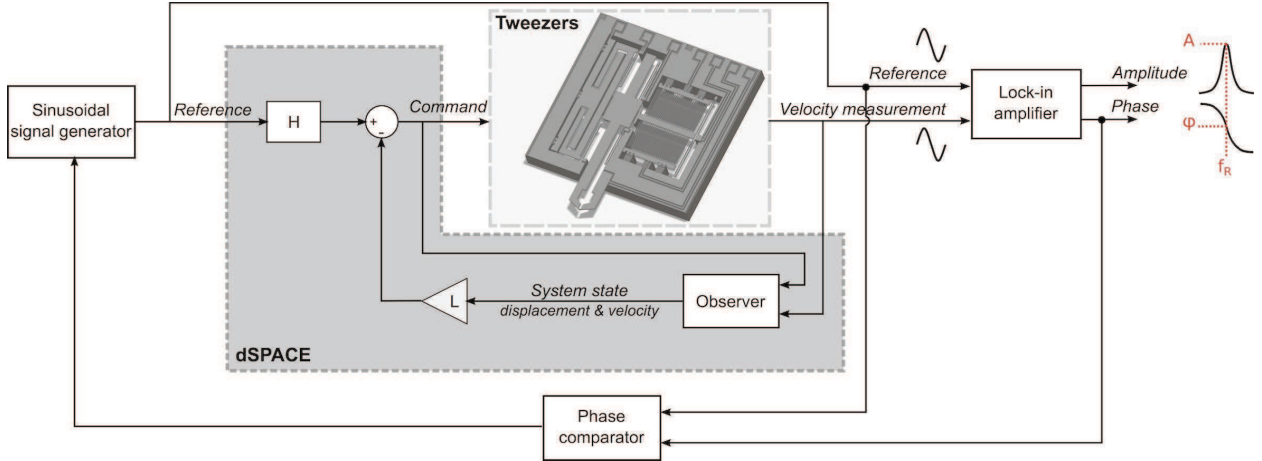 Tweezers
Sinusoidal
signal generator
Reference
H
+
-
Command
Reference
Velocity measurement
Lock-in
amplifier
Amplitude
Phase
A
φ
fR
L
System state
displacement & velocity
Observer
dSPACE
Phase
comparator